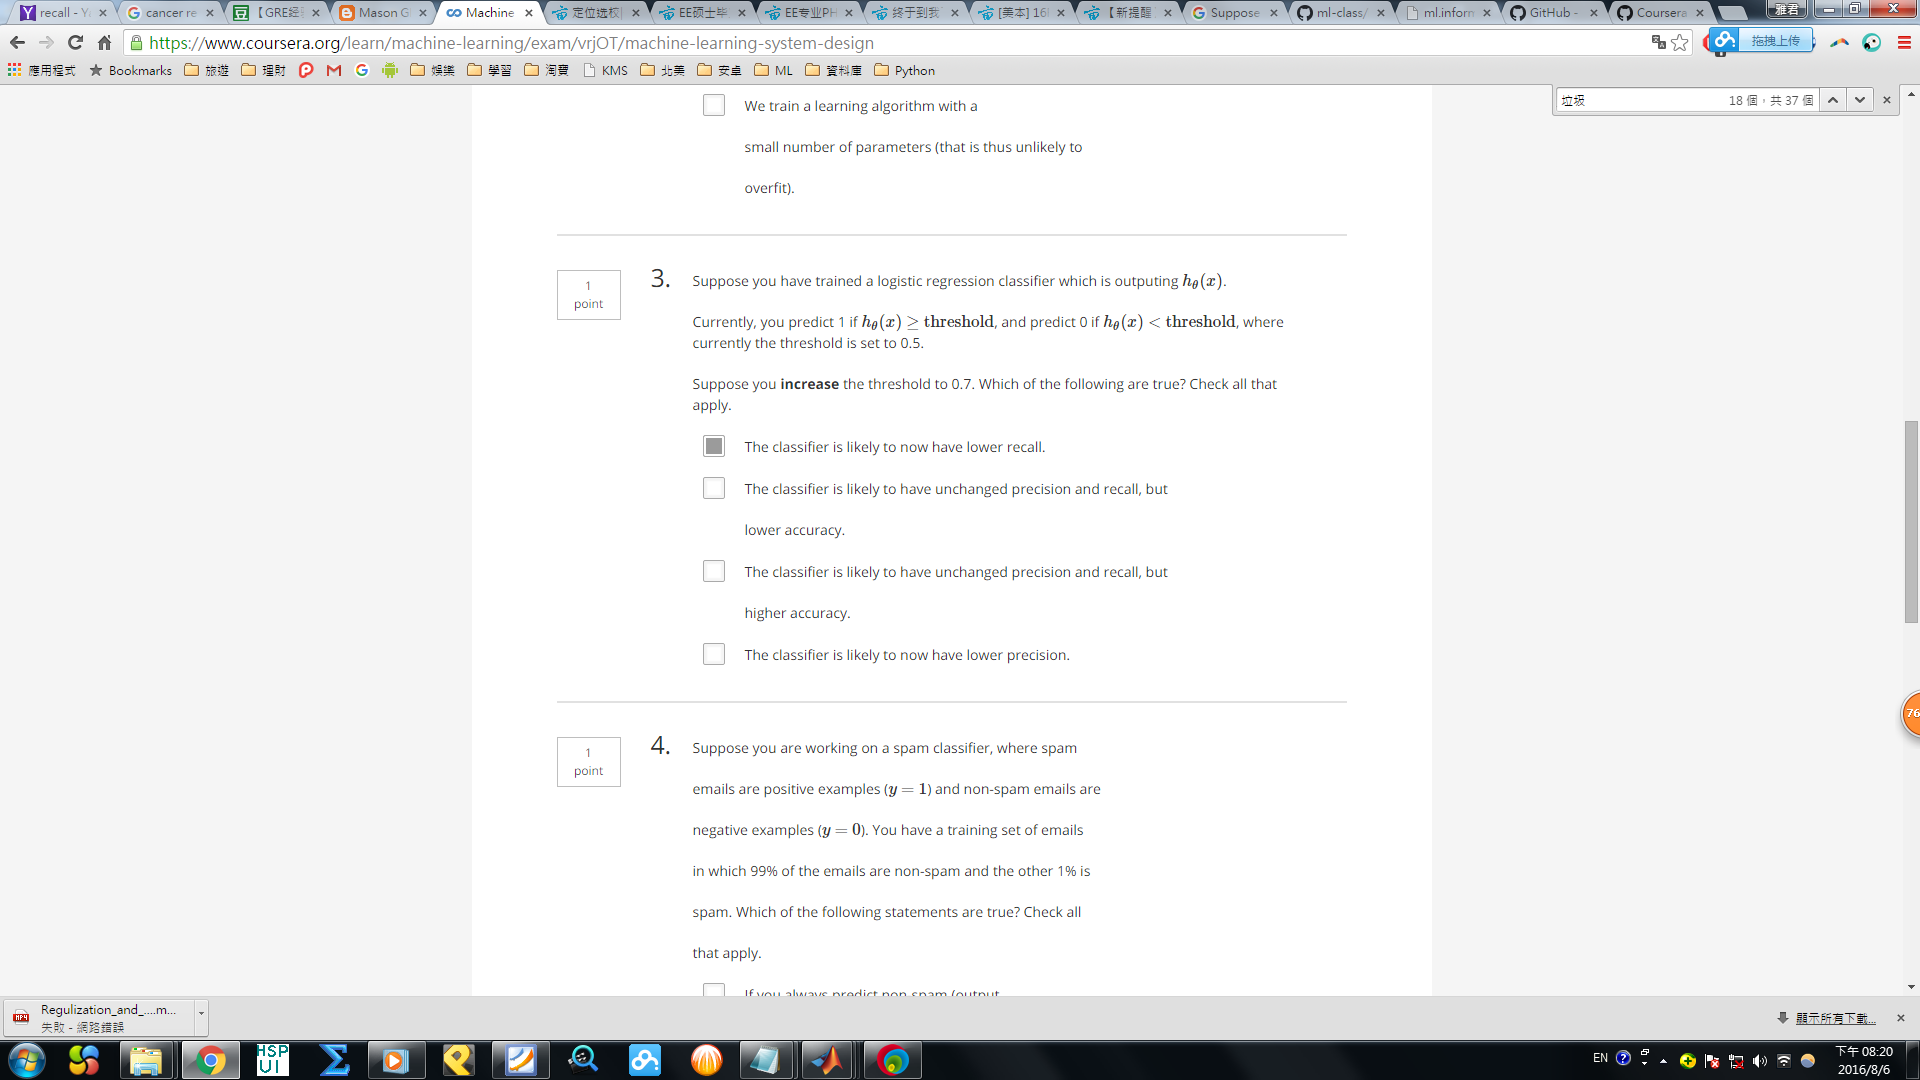 recall - Y
cancer re
【GRE經
Mason G
Machine
定位选校
EE硕士毕
EE专业PH
终于到我
[美本] 16
【新提醒
Suppose
ml-class/
ml.inform
GitHub -
Coursera
雅君
https://www.coursera.org/learn/machine-learning/exam/vrjOT/machine-learning-system-design
拖拽上传
應用程式
Bookmarks
旅遊
理財
娛樂
學習
淘寶
KMS
北美
安卓
ML
資料庫
Python
垃圾
18 個，共 37 個
We train a learning algorithm with a
small number of parameters (that is thus unlikely to
overfit).
1
point
3.
Suppose you have trained a logistic regression classifier which is outputing hθ(x).
Currently, you predict 1 if hθ(x) ≥ threshold, and predict 0 if hθ(x) < threshold, where
currently the threshold is set to 0.5.
Suppose you increase the threshold to 0.7. Which of the following are true? Check all that
apply.
The classifier is likely to now have lower recall.
The classifier is likely to have unchanged precision and recall, but
lower accuracy.
The classifier is likely to have unchanged precision and recall, but
higher accuracy.
The classifier is likely to now have lower precision.
76
1
point
4.
Suppose you are working on a spam classifier, where spam
emails are positive examples (y = 1) and non-spam emails are
negative examples (y = 0). You have a training set of emails
in which 99% of the emails are non-spam and the other 1% is
spam. Which of the following statements are true? Check all
that apply.
If you always predict non-spam (output
Regulization_and_....m...
失敗 - 網路錯誤
顯示所有下載...
HSP
UI
EN
下午 08:20
2016/8/6